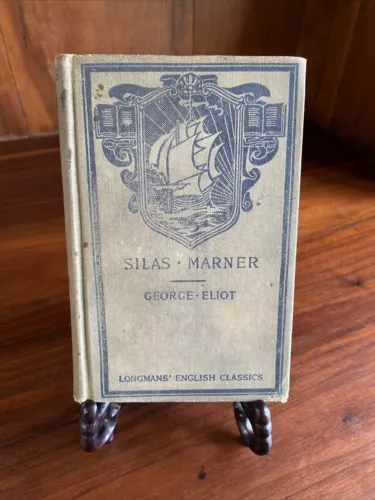 SILAS · MARNER
GEORGE · ELIOT
LONGMANS' ENGLISH CLASSICS